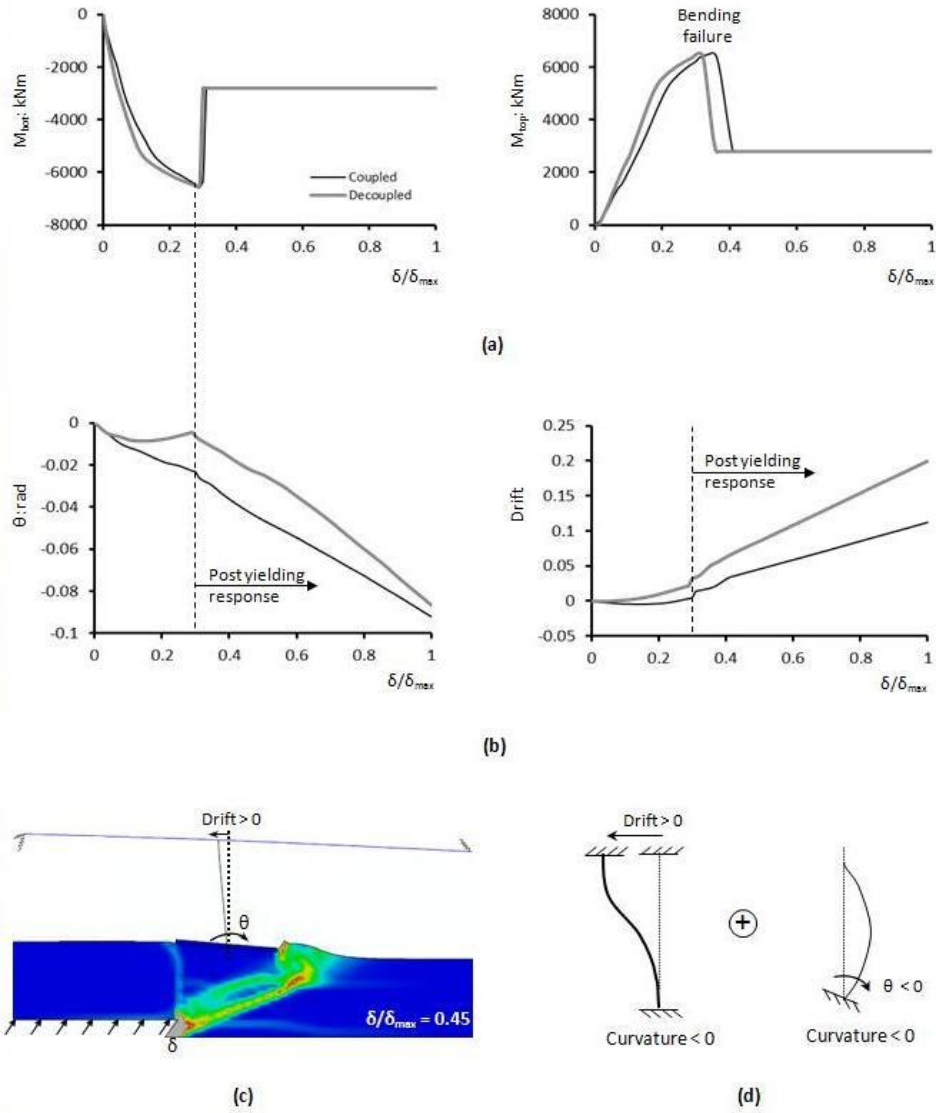 Bending
failure
0
-2000
-4000
-6000
-8000
M_bot: kNm
Coupled
Decoupled
0 0.2 0.4 0.6 0.8 1
δ/δmax
8000
6000
4000
2000
0
M_top: kNm
0 0.2 0.4 0.6 0.8 1
δ/δmax
(a)
0
-0.02
-0.04
-0.06
-0.08
-0.1
θ: rad
Post yielding
response
0 0.2 0.4 0.6 0.8 1
δ/δmax
0.25
0.2
0.15
0.1
0.05
0
-0.05
Drift
Post yielding
response
0 0.2 0.4 0.6 0.8 1
δ/δmax
(b)
Drift > 0
θ
δ/δmax = 0.45
δ
(c)
Drift > 0
+
θ < 0
Curvature < 0
Curvature < 0
(d)